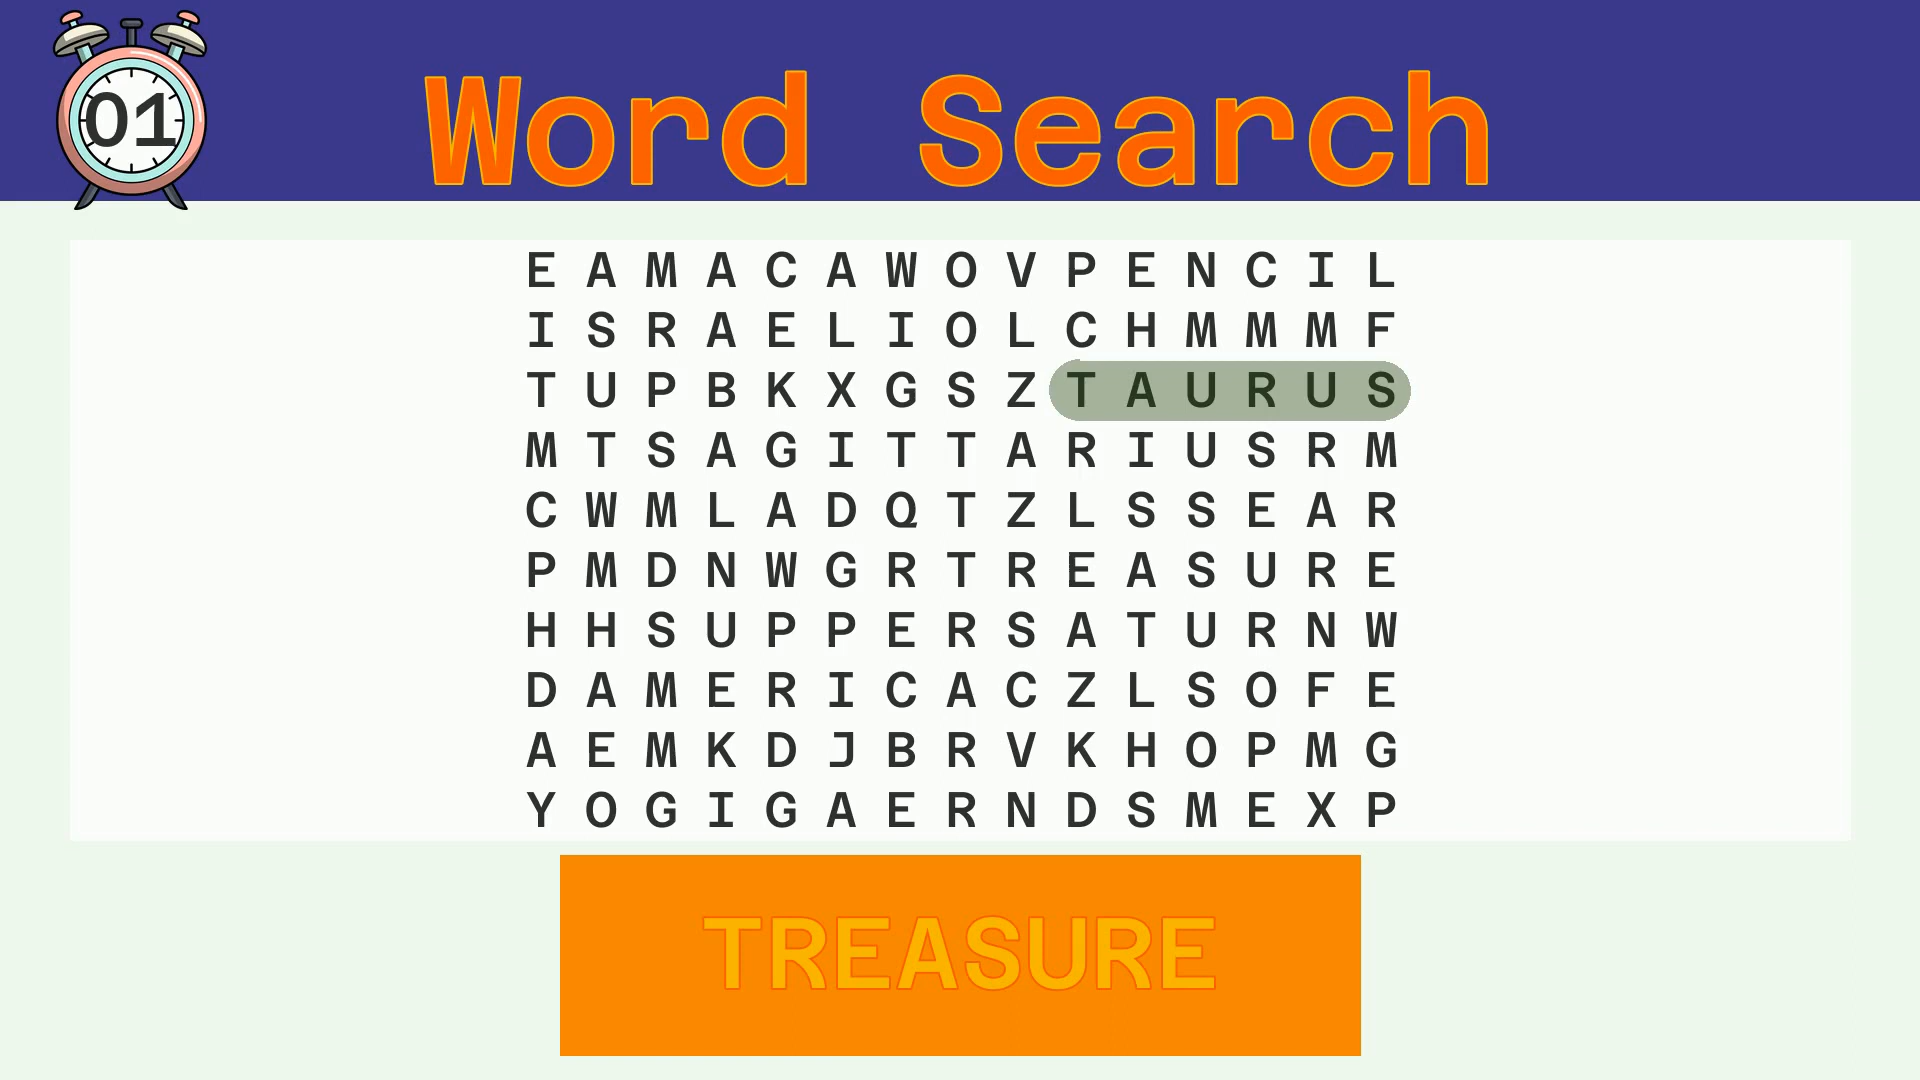 01
Word Search
E A M A C A W O V P E N C I L
I S R A E L I O L C H M M M F
T U P B K X G S Z T A U R U S
M T S A G I T T A R I U S R M
C W M L A D Q T Z L S S E A R
P M D N W G R T R E A S U R E
H H S U P P E R S A T U R N W
D A M E R I C A C Z L S O F E
A E M K D J B R V K H O P M G
Y O G I G A E R N D S M E X P
TREASURE